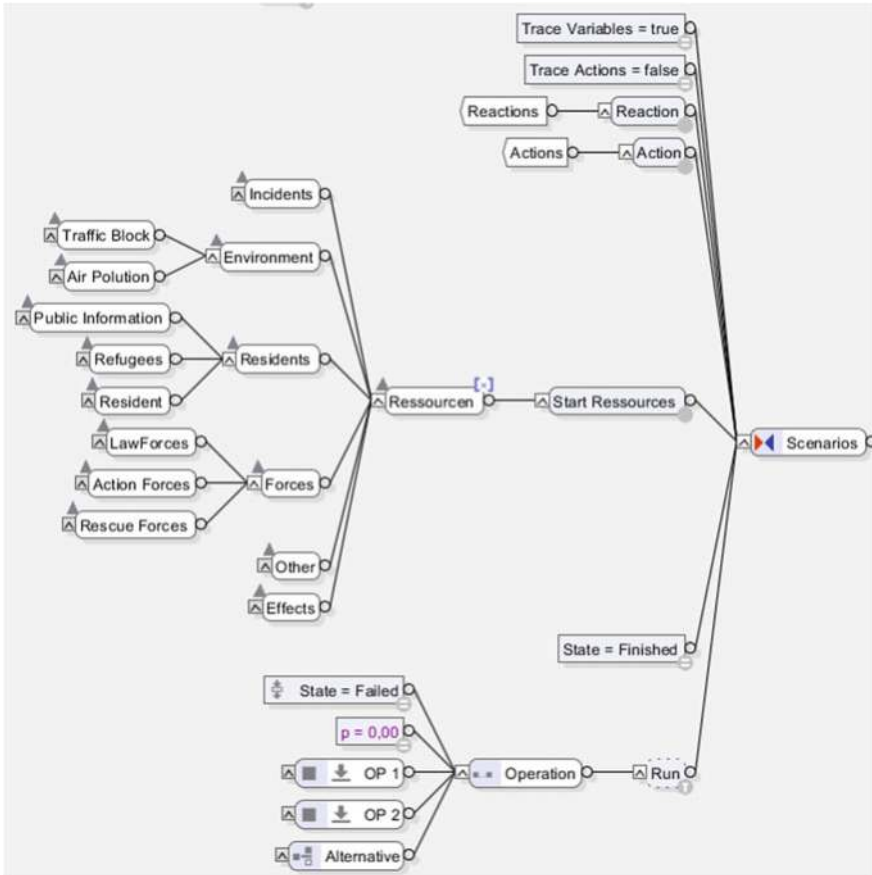 Trace Variables = true
Trace Actions = false
Reactions
Reaction
Actions
Action
Incidents
Traffic Block
Environment
Air Polution
Public Information
Refugees
Residents
Resident
Ressourcen
[-]
Start Ressources
LawForces
Action Forces
Forces
Rescue Forces
Scenarios
Other
Effects
State = Finished
State = Failed
p = 0,00
OP 1
Operation
Run
OP 2
Alternative